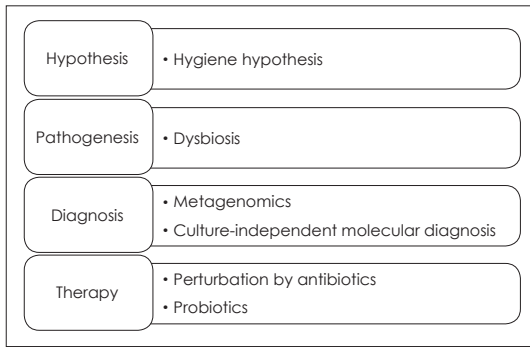 Hypothesis
• Hygiene hypothesis
Pathogenesis
• Dysbiosis
Diagnosis
• Metagenomics
• Culture-independent molecular diagnosis
Therapy
• Perturbation by antibiotics
• Probiotics